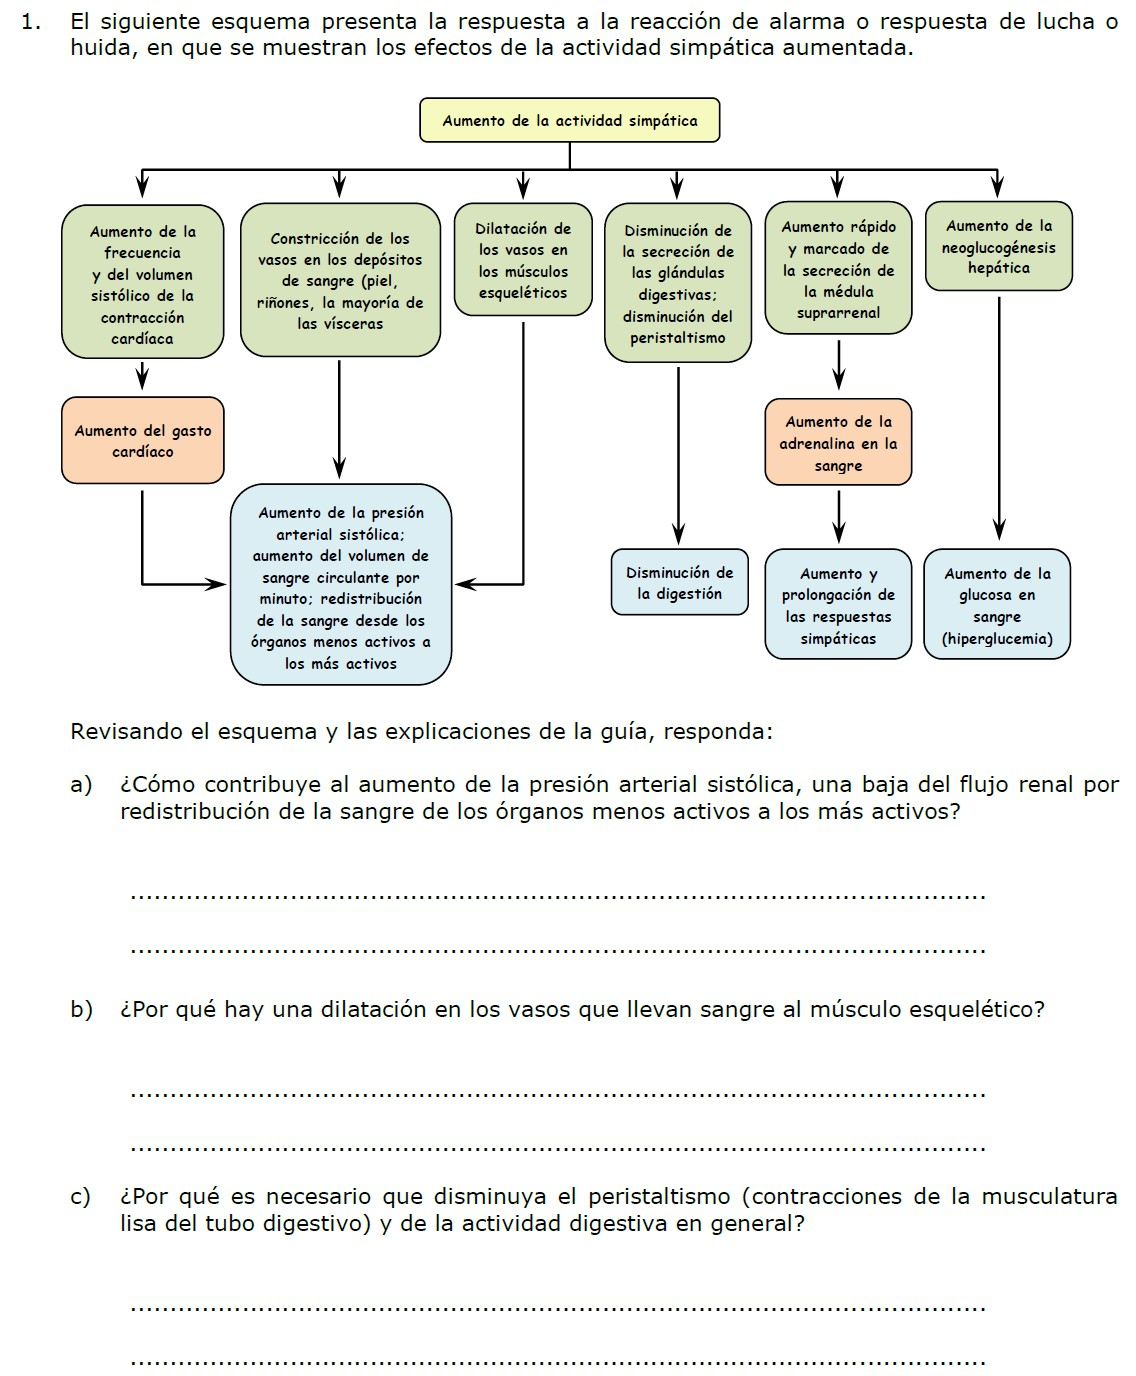 1. El siguiente esquema presenta la respuesta a la reacción de alarma o respuesta de lucha o
huida, en que se muestran los efectos de la actividad simpática aumentada.
Aumento de la actividad simpática
Aumento de la
frecuencia
y del volumen
sistólico de la
contracción
cardíaca
Constricción de los
vasos en los depósitos
de sangre (piel,
riñones, la mayoría de
las vísceras
Dilatación de
los vasos en
los músculos
esqueléticos
Disminución de
la secreción de
las glándulas
digestivas;
disminución del
peristaltismo
Aumento rápido
y marcado de
la secreción de
la médula
suprarrenal
Aumento de la
neoglucogénesis
hepática
Aumento del gasto
cardíaco
Aumento de la
adrenalina en la
sangre
Aumento de la presión
arterial sistólica;
aumento del volumen de
sangre circulante por
minuto; redistribución
de la sangre desde los
órganos menos activos a
los más activos
Disminución de
la digestión
Aumento y
prolongación de
las respuestas
simpáticas
Aumento de la
glucosa en
sangre
(hiperglucemia)
Revisando el esquema y las explicaciones de la guía, responda:
a) ¿Cómo contribuye al aumento de la presión arterial sistólica, una baja del flujo renal por
redistribución de la sangre de los órganos menos activos a los más activos?
b) ¿Por qué hay una dilatación en los vasos que llevan sangre al músculo esquelético?
c) ¿Por qué es necesario que disminuya el peristaltismo (contracciones de la musculatura
lisa del tubo digestivo) y de la actividad digestiva en general?